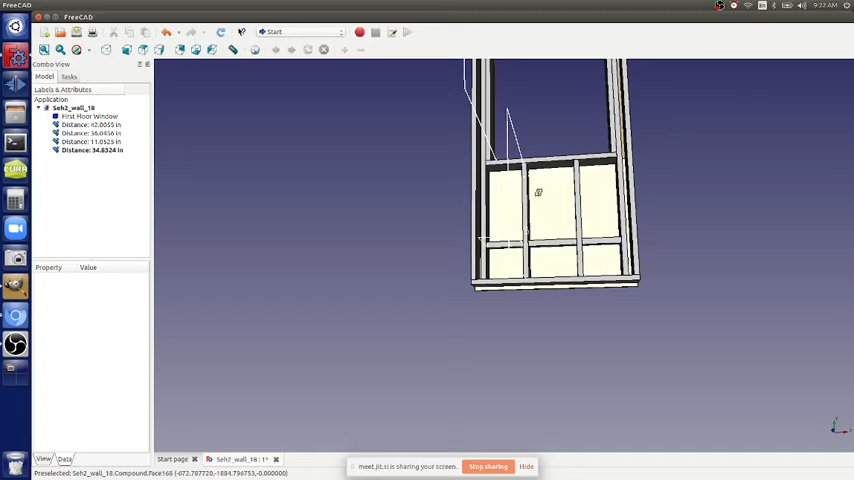 FreeCAD
9:22 AM
FreeCAD
Start
Combo View
Model Tasks
Labels & Attributes
Application
Seh2_wall_18
First Floor Window
Distance: 42.0055 in
Distance: 36.0456 in
Distance: 11.0525 in
Distance: 34.8324 in
Property Value
View Data
Start page
Seh2_wall_18 : 1*
meet.jit.si is sharing your screen. Stop sharing Hide
Preselected: Seh2_wall_18.Compound.Face168 (-672,787720,-1884,796753,-0,000000)